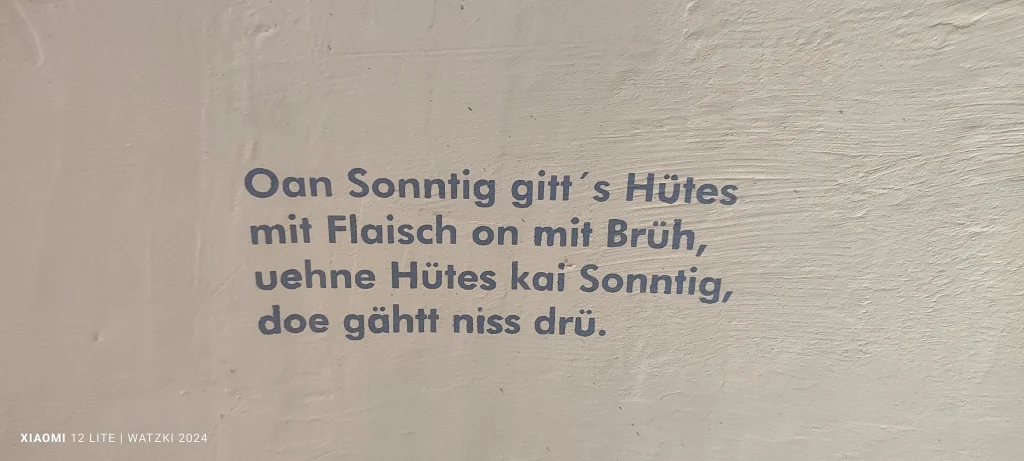 Oan Sonntig gitt´s Hütes
mit Flaisch on mit Brüh,
uehne Hütes kai Sonntig,
doe gähtt niss drü.
XIAOMI 12 LITE | WATZKI 2024